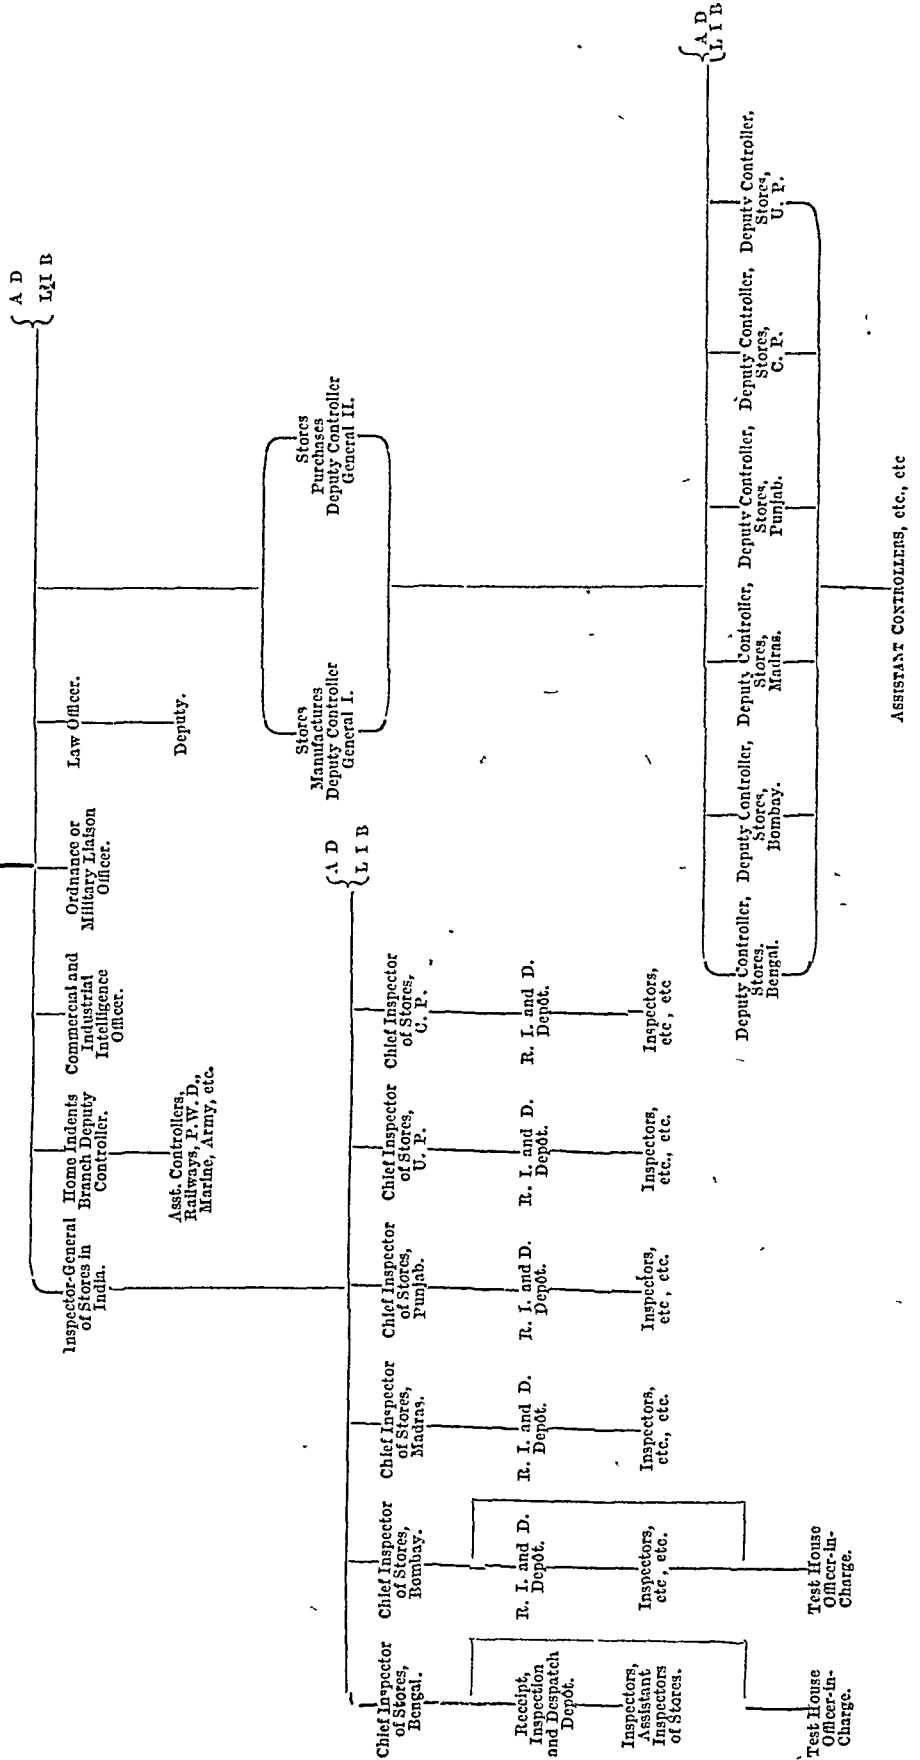 A D
L I B
Inspector-General
of Stores in
India.
Home Indents
Branch Deputy
Controller.
Asst. Controllers,
Railways, P.W.D.,
Marine, Army, etc.
Commercial and
Industrial
Intelligence
Officer.
Ordnance or
Military Liaison
Officer.
Law Officer.
Deputy.
Stores
Manufactures
Deputy Controller
General I.
Stores
Purchases
Deputy Controller
General II.
A D
L I B
Chief Inspector
of Stores,
Bengal.
Receipt,
Inspection
and Despatch
Depôt.
Inspectors,
Assistant
Inspectors
of Stores.
Test House
Officer-in-
Charge.
Chief Inspector
of Stores,
Bombay.
R. I. and D.
Depôt.
Inspectors,
etc, etc.
Test House
Officer-in-
Charge.
Chief Inspector
of Stores,
Madras.
R. I. and D.
Depôt.
Inspectors,
etc., etc.
Chief Inspector
of Stores,
Punjab.
R. I. and D.
Depôt.
Inspectors,
etc, etc.
Chief Inspector
of Stores,
U. P.
R. I. and D.
Depôt.
Inspectors,
etc., etc.
Chief Inspector
of Stores,
C. P.
R. I. and D.
Depôt.
Inspectors,
etc, etc
A D
L I B
Deputy Controller,
Stores.
Bengal.
Deputy Controller,
Stores,
Bombay.
Deputy Controller,
Stores,
Madras.
Deputy Controller,
Stores,
Punjab.
Deputy Controller,
Stores,
C. P.
Deputy Controller,
Stores,
U. P.
ASSISTANT CONTROLLERS, etc., etc